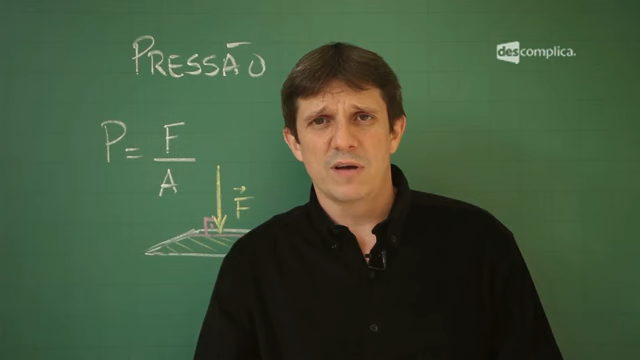 PRESSÃO
descomplica.
P = F
A
F